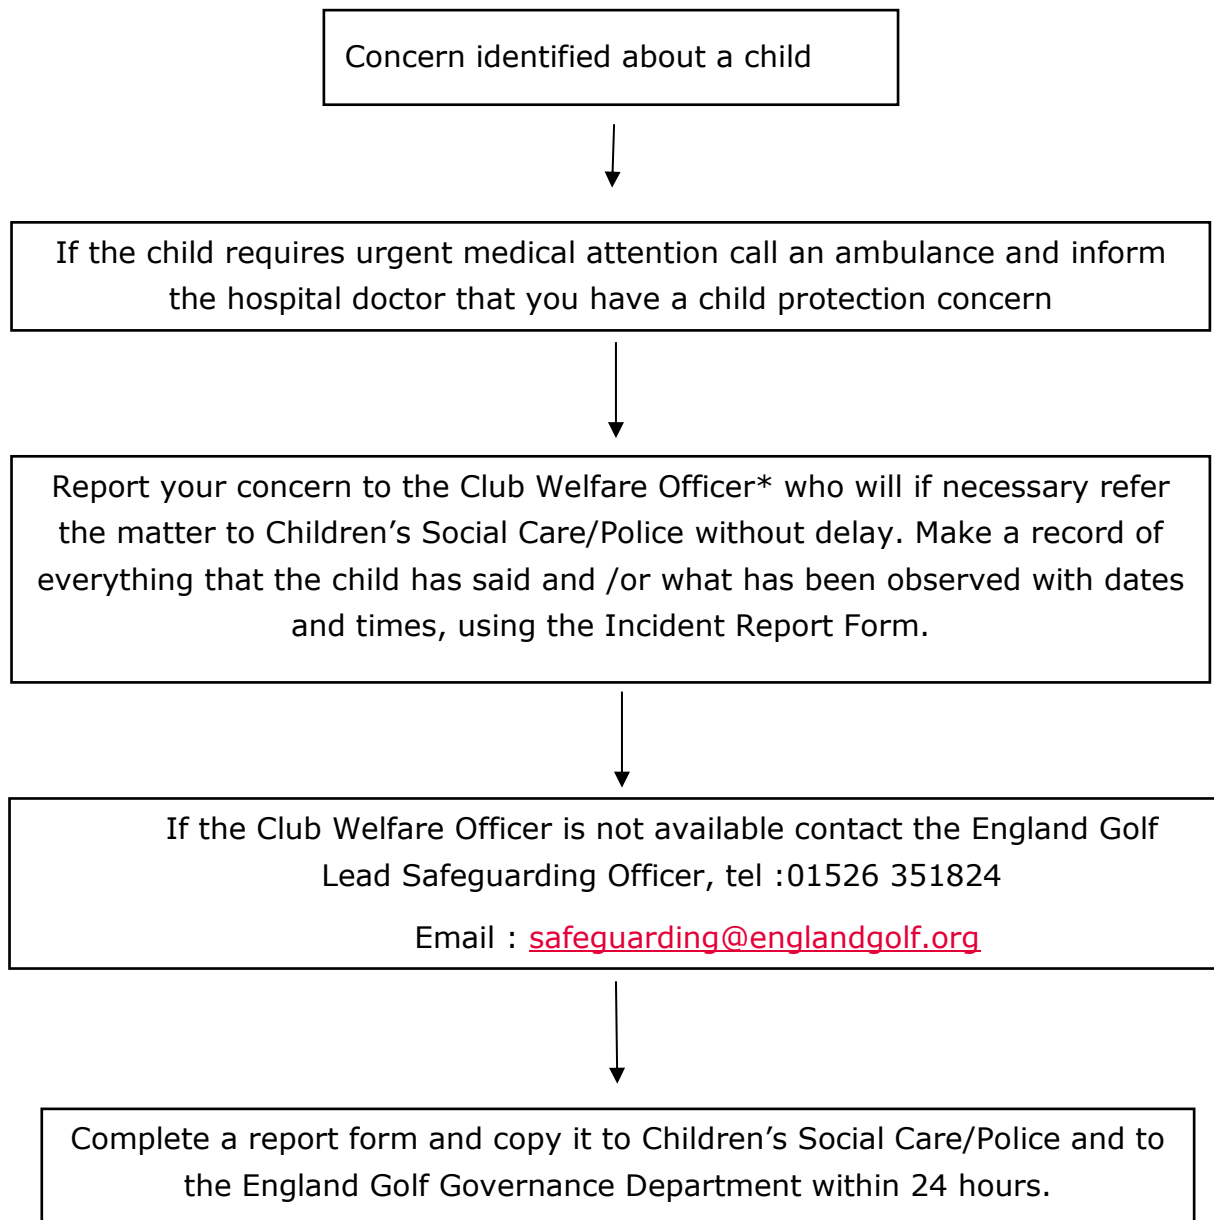 Concern identified about a child
If the child requires urgent medical attention call an ambulance and inform
the hospital doctor that you have a child protection concern
Report your concern to the Club Welfare Officer* who will if necessary refer
the matter to Children’s Social Care/Police without delay. Make a record of
everything that the child has said and /or what has been observed with dates
and times, using the Incident Report Form.
If the Club Welfare Officer is not available contact the England Golf
Lead Safeguarding Officer, tel :01526 351824
Email : safeguarding@englandgolf.org
Complete a report form and copy it to Children’s Social Care/Police and to
the England Golf Governance Department within 24 hours.